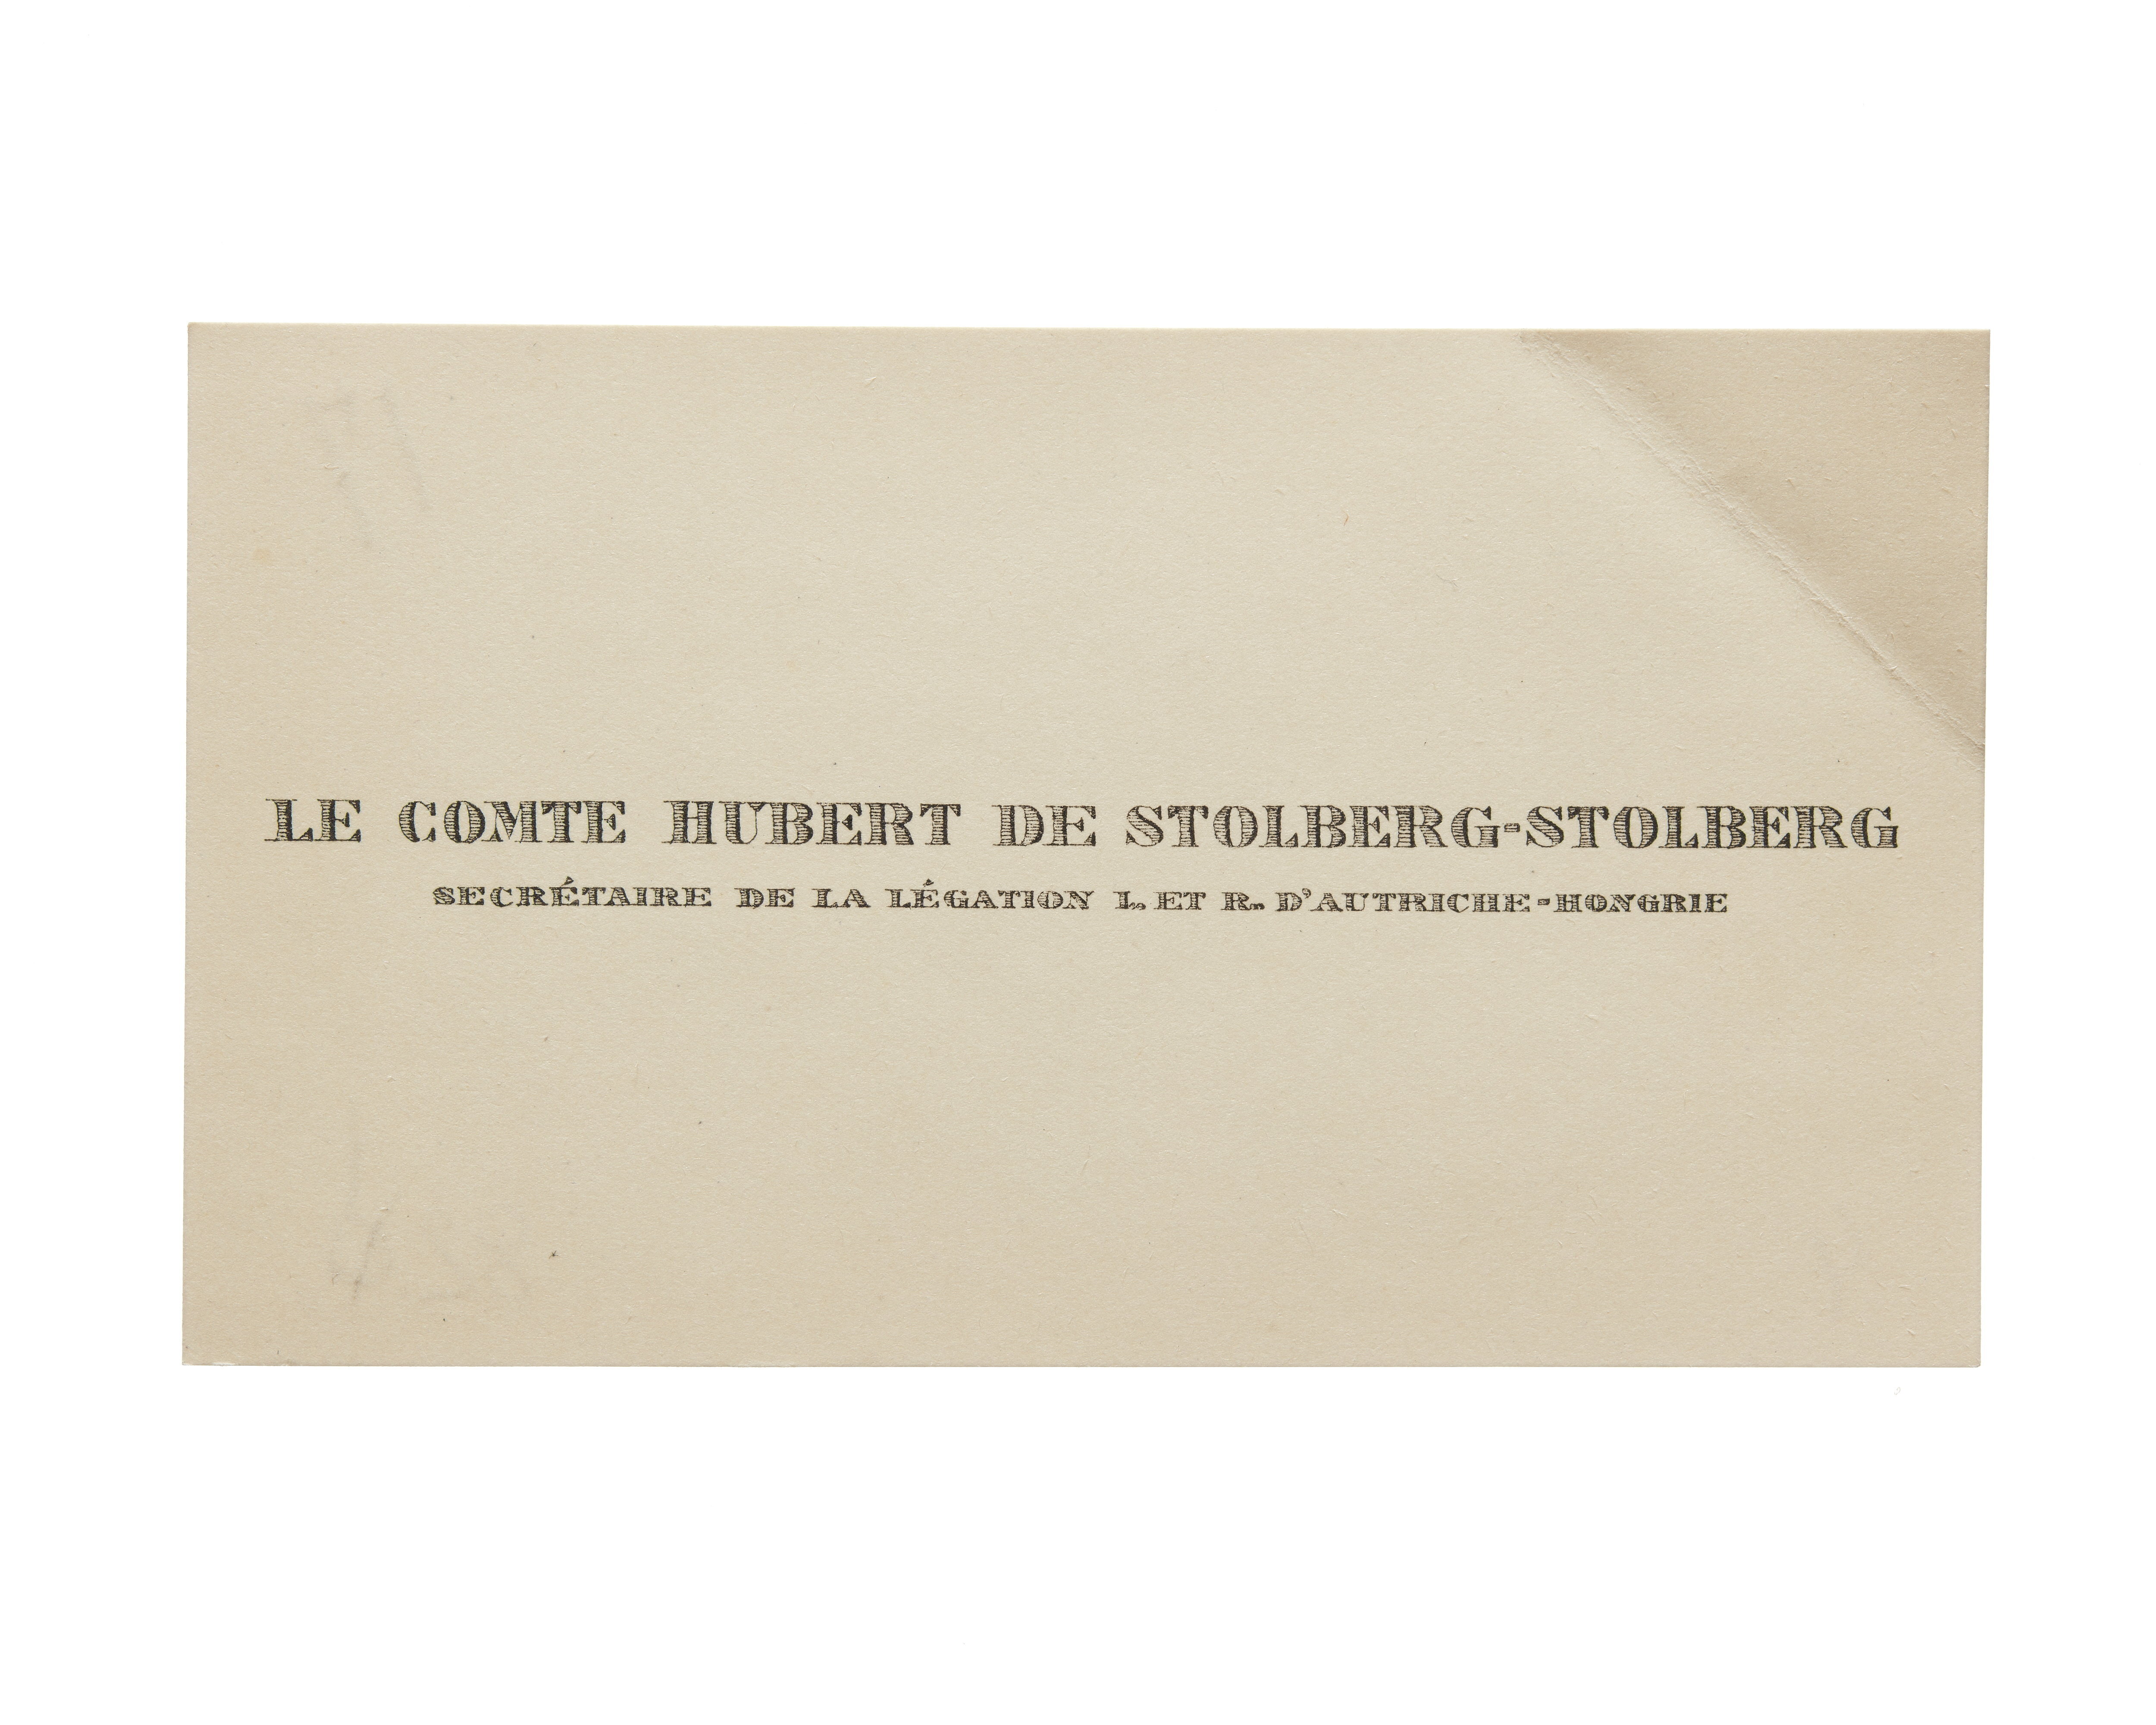 LE COMTE HUBERT DE STOLBERG-STOLBERG
SECRÉTAIRE DE LA LÉGATION I. ET R. D'AUTRICHE-HONGRIE